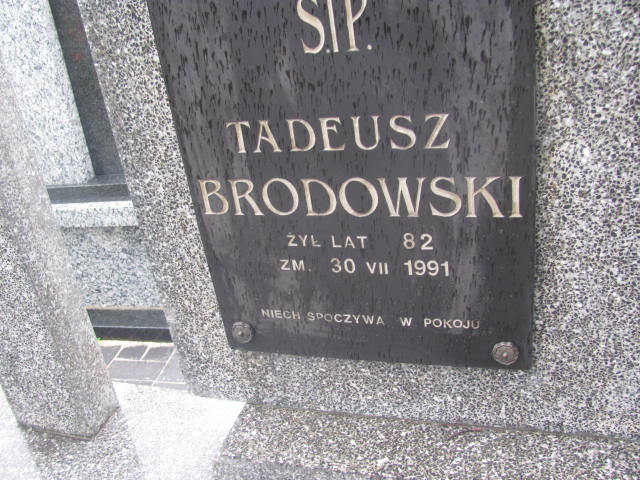 Ś.P.
TADEUSZ
BRODOWSKI
ŻYŁ LAT 82
ZM. 30 VII 1991
NIECH SPOCZYWA W POKOJU